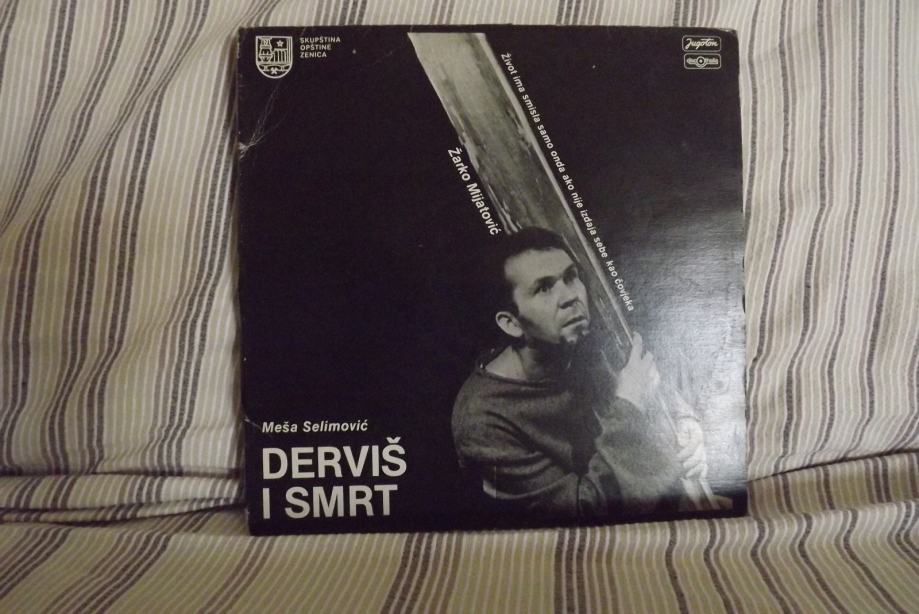 SKUPŠTINA
OPŠTINE
ZENICA
Jugoton
Život ima smisla samo onda ako nije izdaja sebe kao čovjeka
Žarko Mijatović
Meša Selimović
DERVIŠ
I SMRT